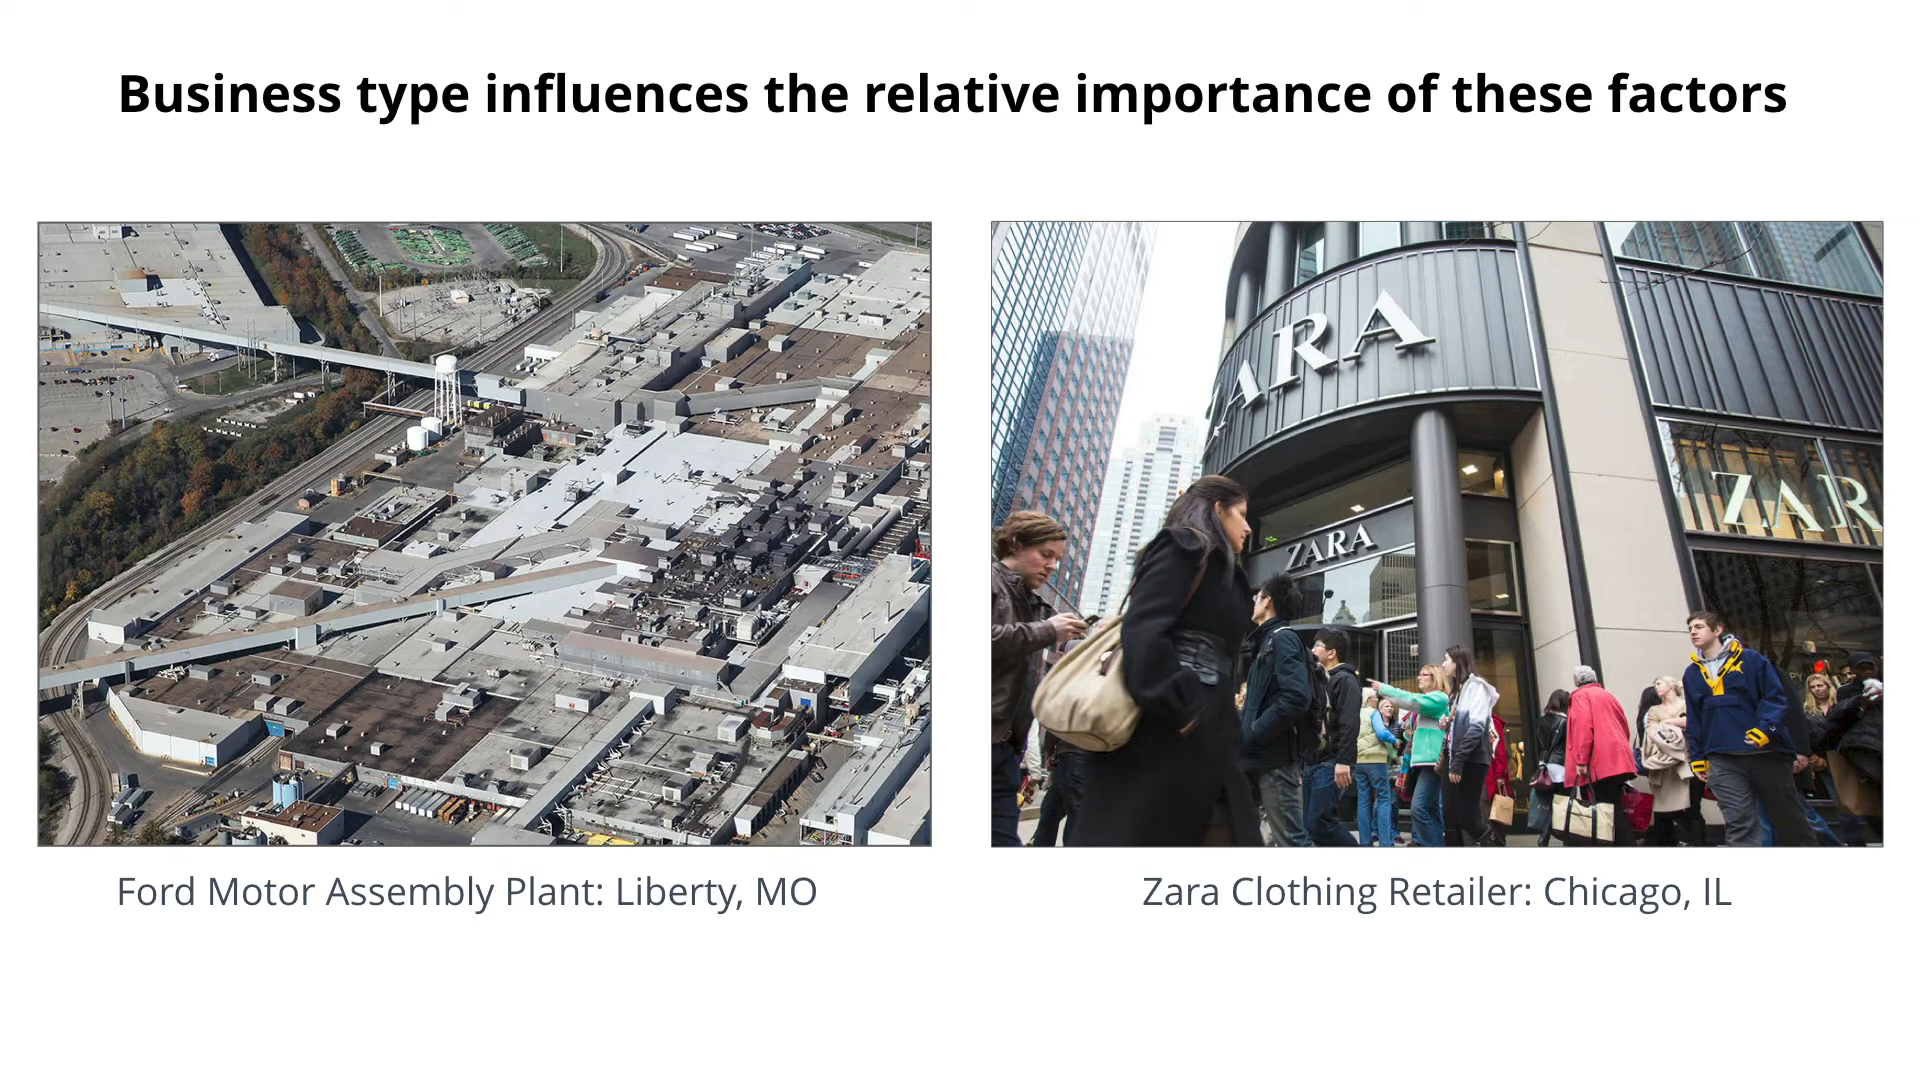 Business type influences the relative importance of these factors
ZARA
ZARA
ZAR
Ford Motor Assembly Plant: Liberty, MO
Zara Clothing Retailer: Chicago, IL